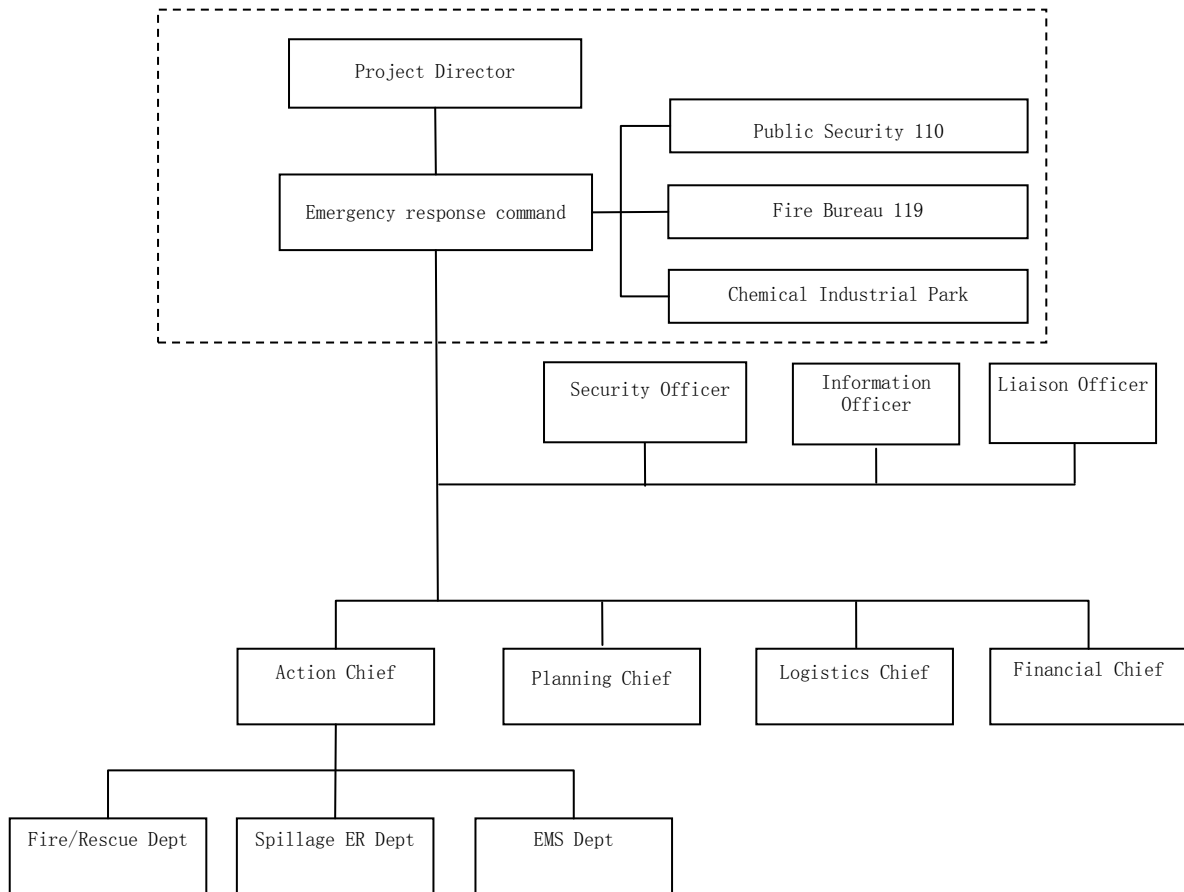 Project Director
Public Security 110
Emergency response command
Fire Bureau 119
Chemical Industrial Park
Security Officer
Information
Officer
Liaison Officer
Action Chief
Planning Chief
Logistics Chief
Financial Chief
Fire/Rescue Dept
Spillage ER Dept
EMS Dept